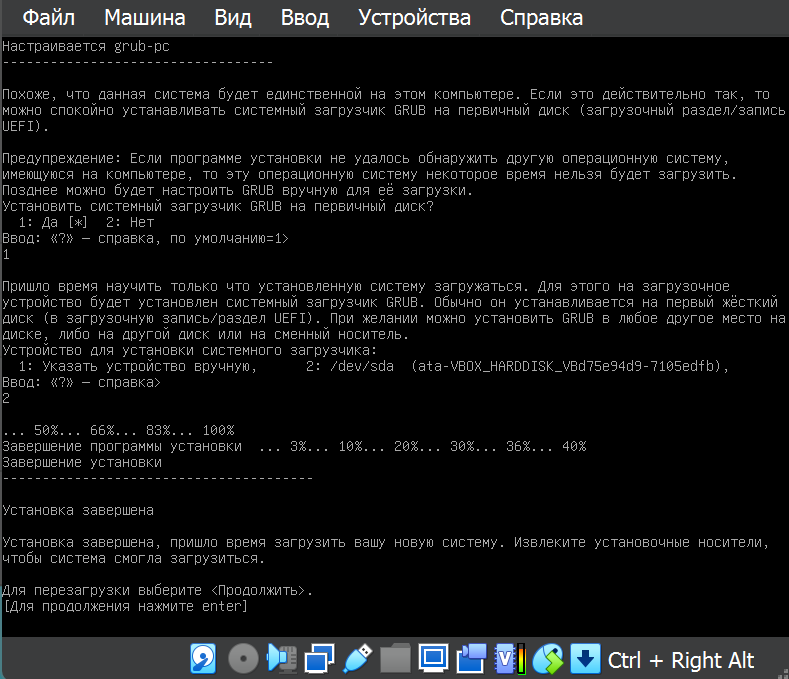 Файл Машина Вид Ввод Устройства Справка
Настраивается grub-pc
----------------------------------
Похоже, что данная система будет единственной на этом компьютере. Если это действительно так, то
можно спокойно устанавливать системный загрузчик GRUB на первичный диск (загрузочный раздел/запись
UEFI).
Предупреждение: Если программе установки не удалось обнаружить другую операционную систему,
имеющуюся на компьютере, то эту операционную систему некоторое время нельзя будет загрузить.
Позднее можно будет настроить GRUB вручную для её загрузки.
Установить системный загрузчик GRUB на первичный диск?
1: Да [*] 2: Нет
Ввод: «?» — справка, по умолчанию=1>
1
Пришло время научить только что установленную систему загружаться. Для этого на загрузочное
устройство будет установлен системный загрузчик GRUB. Обычно он устанавливается на первый жёсткий
диск (в загрузочную запись/раздел UEFI). При желании можно установить GRUB в любое другое место на
диске, либо на другой диск или на сменный носитель.
Устройство для установки системного загрузчика:
1: Указать устройство вручную, 2: /dev/sda (ata-VBOX_HARDDISK_VBd75e94d9-7105edfb),
Ввод: «?» — справка>
2
... 50%... 66%... 83%... 100%
Завершение программы установки ... 3%... 10%... 20%... 30%... 36%... 40%
Завершение установки
---------------------------------------
Установка завершена
Установка завершена, пришло время загрузить вашу новую систему. Извлеките установочные носители,
чтобы система смогла загрузиться.
Для перезагрузки выберите <Продолжить>.
[Для продолжения нажмите enter]
V
Ctrl + Right Alt